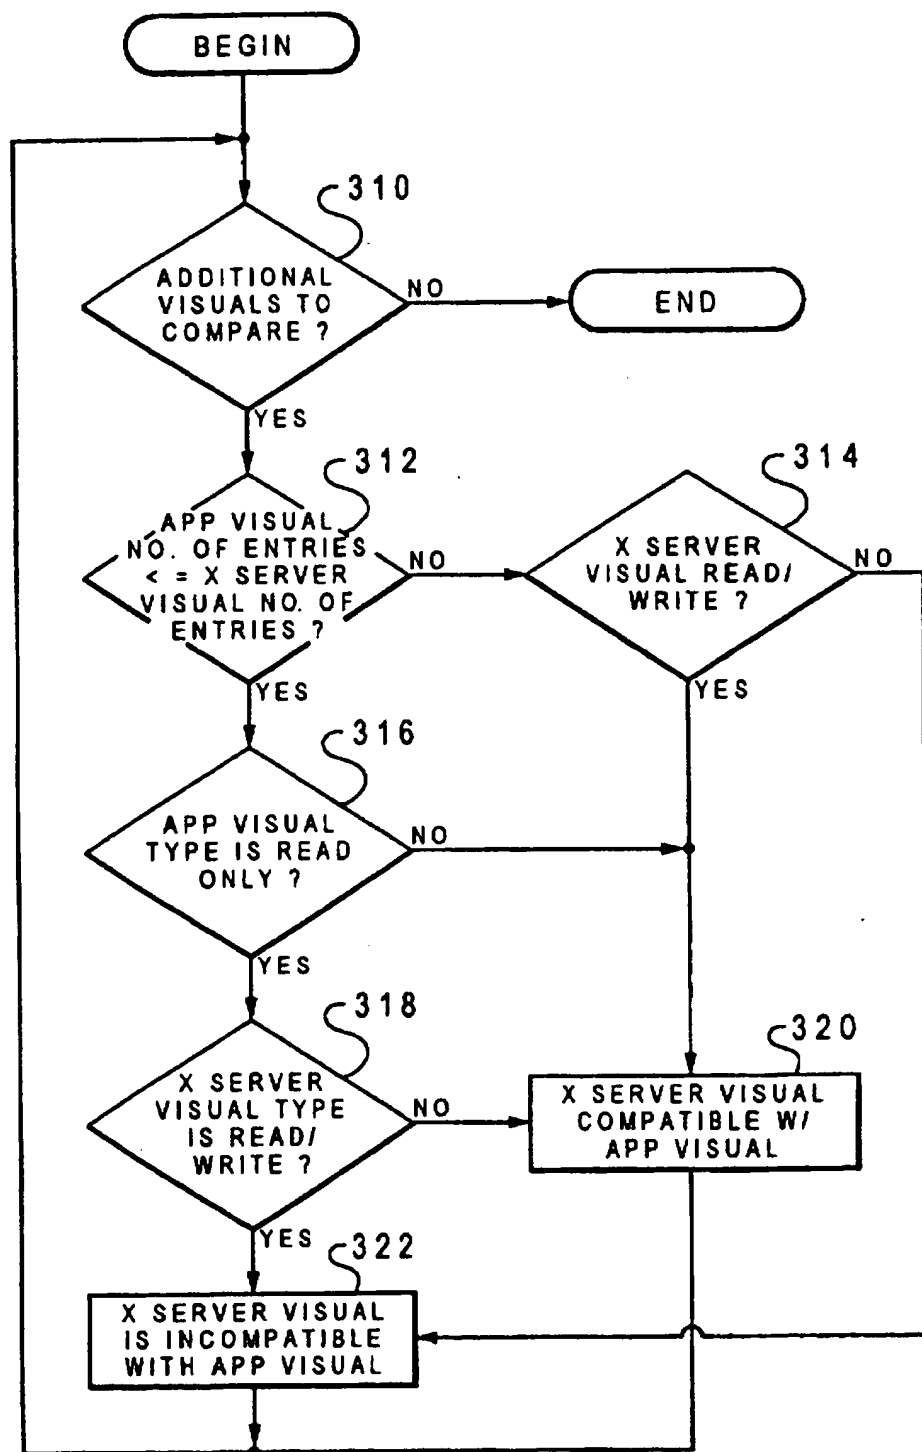 BEGIN
310
ADDITIONAL
VISUALS TO
COMPARE ?
NO
END
YES
312
APP VISUAL
NO. OF ENTRIES
< = X SERVER
VISUAL NO. OF
ENTRIES ?
NO
314
X SERVER
VISUAL READ/
WRITE ?
NO
YES
YES
316
APP VISUAL
TYPE IS READ
ONLY ?
NO
YES
318
X SERVER
VISUAL TYPE
IS READ/
WRITE ?
NO
320
X SERVER VISUAL
COMPATIBLE W/
APP VISUAL
YES
322
X SERVER VISUAL
IS INCOMPATIBLE
WITH APP VISUAL